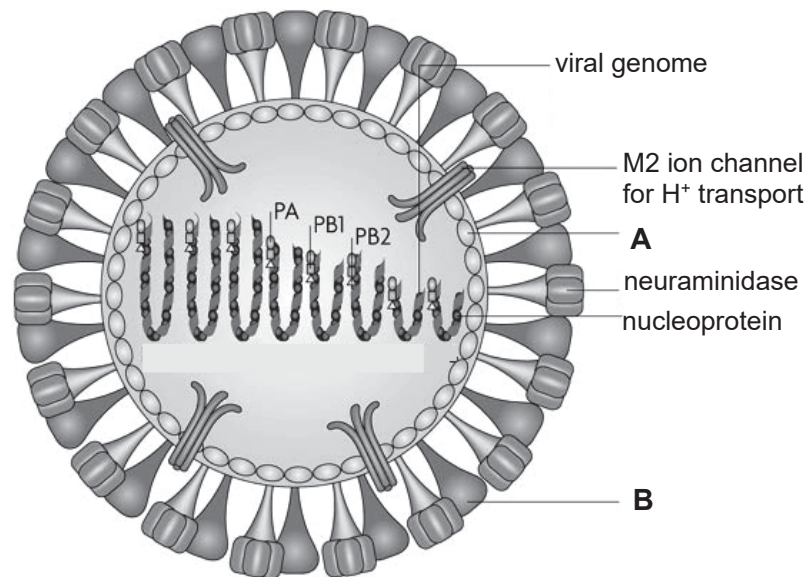 viral genome
M2 ion channel
for H⁺ transport
A
PA
PB1
PB2
neuraminidase
nucleoprotein
B